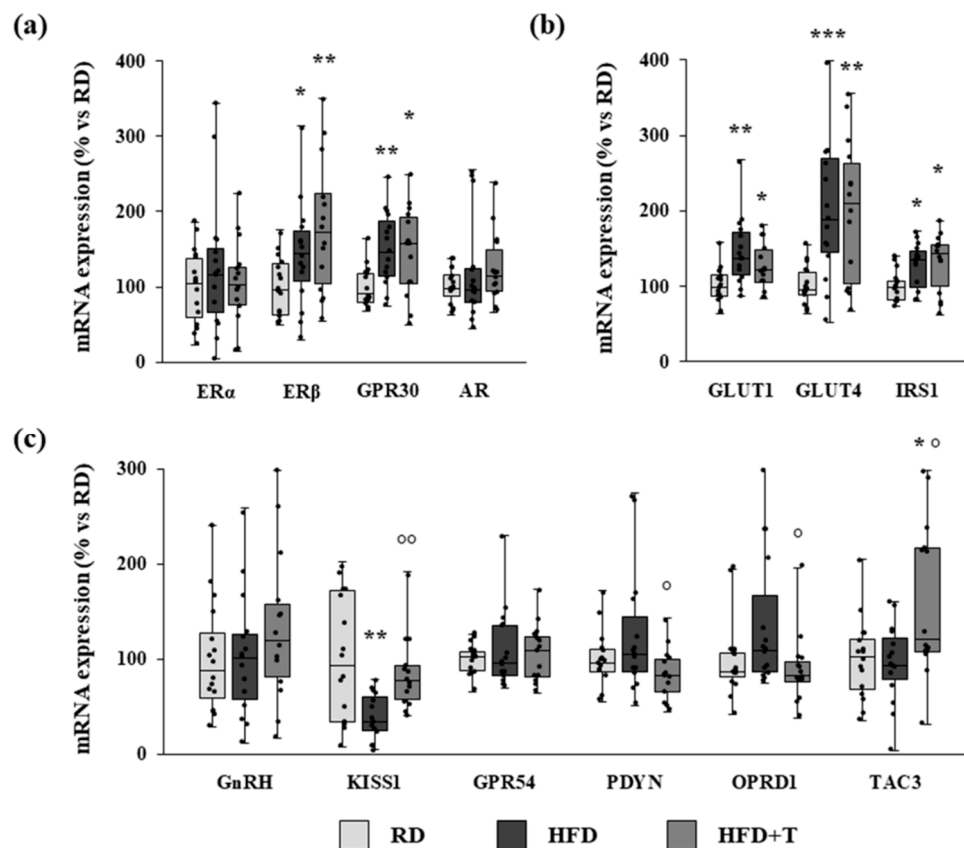 (a)
mRNA expression (% vs RD)
400
300
200
100
0
* ** ** *
ERα ERβ GPR30 AR
(b)
mRNA expression (% vs RD)
400
300
200
100
0
** * *** ** * *
GLUT1 GLUT4 IRS1
(c)
mRNA expression (% vs RD)
300
200
100
0
** ○○ ○ ○ * ○
GnRH KISS1 GPR54 PDYN OPRD1 TAC3
RD HFD HFD+T